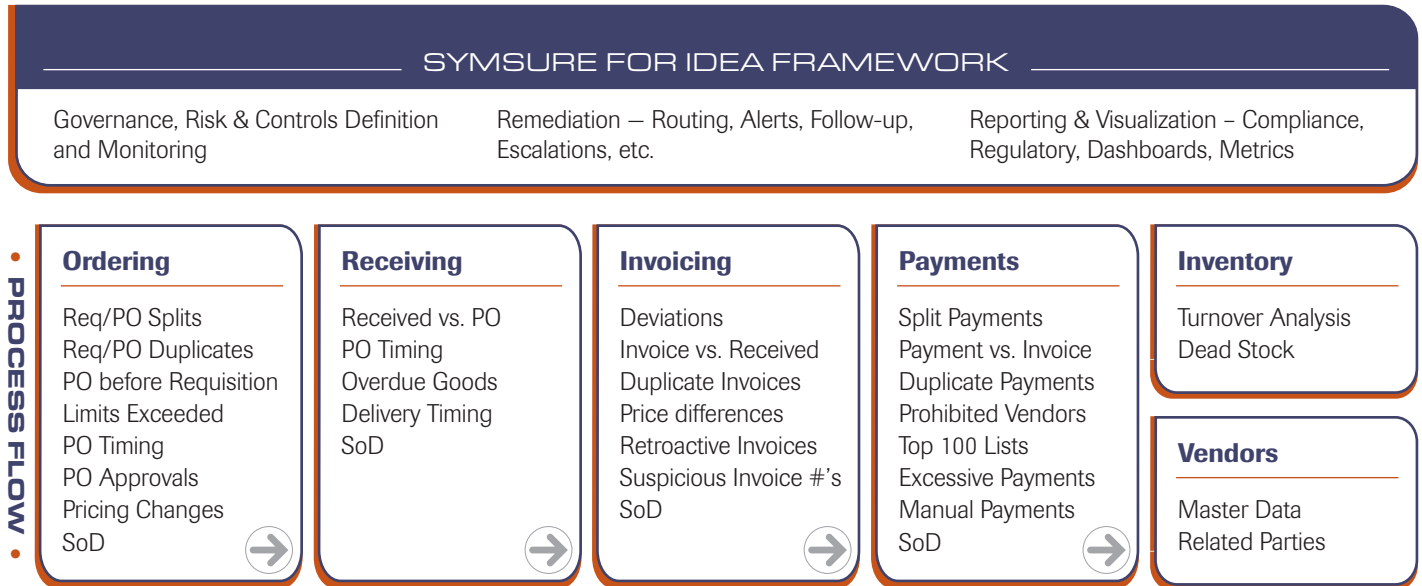 SYMSURE FOR IDEA FRAMEWORK
Governance, Risk & Controls Definition
and Monitoring
Remediation — Routing, Alerts, Follow-up,
Escalations, etc.
Reporting & Visualization – Compliance,
Regulatory, Dashboards, Metrics
• PROCESS FLOW •
Ordering
Req/PO Splits
Req/PO Duplicates
PO before Requisition
Limits Exceeded
PO Timing
PO Approvals
Pricing Changes
SoD
Receiving
Received vs. PO
PO Timing
Overdue Goods
Delivery Timing
SoD
Invoicing
Deviations
Invoice vs. Received
Duplicate Invoices
Price differences
Retroactive Invoices
Suspicious Invoice #'s
SoD
Payments
Split Payments
Payment vs. Invoice
Duplicate Payments
Prohibited Vendors
Top 100 Lists
Excessive Payments
Manual Payments
SoD
Inventory
Turnover Analysis
Dead Stock
Vendors
Master Data
Related Parties